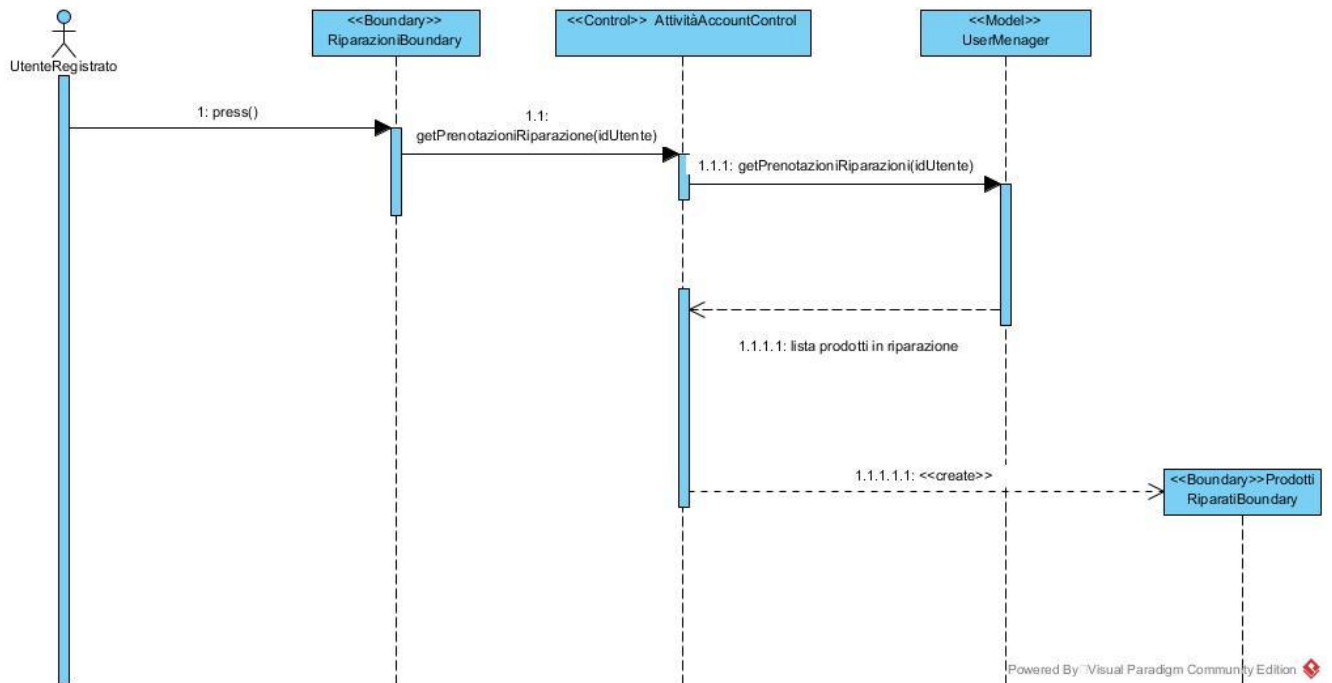 UtenteRegistrato
<<Boundary>>
RiparazioniBoundary
<<Control>> AttivitàAccountControl
<<Model>>
UserMenager
1: press()
1.1:
getPrenotazioniRiparazione(idUtente)
1.1.1: getPrenotazioniRiparazioni(idUtente)
1.1.1.1: lista prodotti in riparazione
1.1.1.1.1: <<create>>
<<Boundary>>Prodotti
RiparatiBoundary
Powered By Visual Paradigm Community Edition